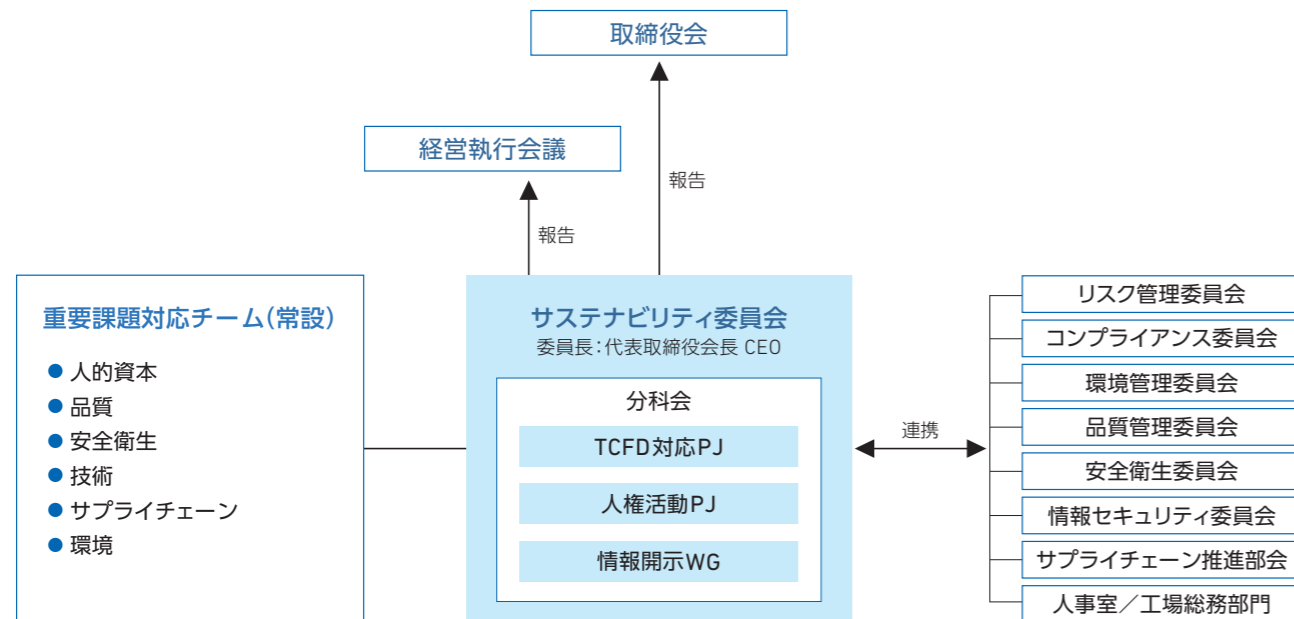 取締役会
経営執行会議
報告
報告
重要課題対応チーム(常設)
● 人的資本
● 品質
● 安全衛生
● 技術
● サプライチェーン
● 環境
サステナビリティ委員会
委員長:代表取締役会長 CEO
分科会
TCFD対応PJ
人権活動PJ
情報開示WG
連携
リスク管理委員会
コンプライアンス委員会
環境管理委員会
品質管理委員会
安全衛生委員会
情報セキュリティ委員会
サプライチェーン推進部会
人事室/工場総務部門